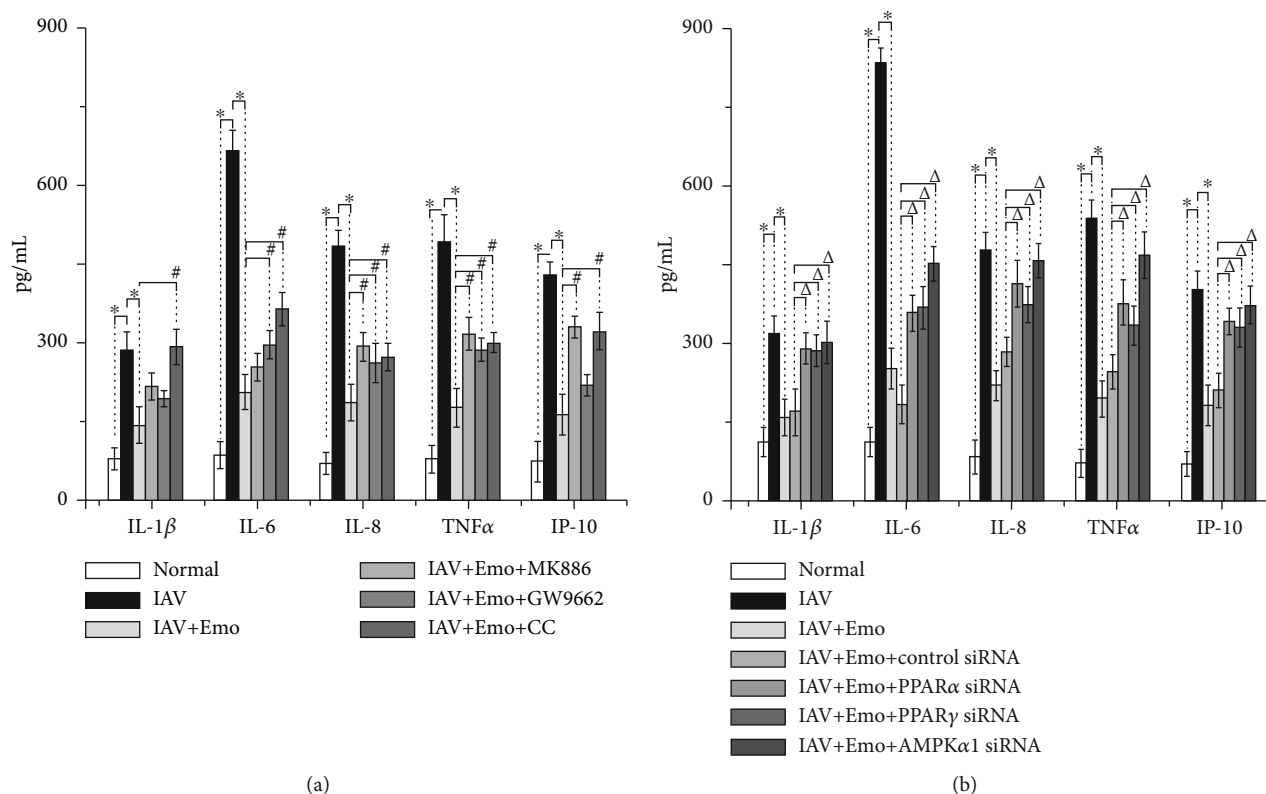 900
600
300
0
pg/mL
* * * * * * * * * *
# # # # # # # # # # #
IL-1β IL-6 IL-8 TNFα IP-10
Normal
IAV
IAV+Emo
IAV+Emo+MK886
IAV+Emo+GW9662
IAV+Emo+CC
(a)
900
600
300
0
pg/mL
* * * * * * * * * *
Δ Δ Δ Δ Δ Δ Δ Δ Δ Δ Δ Δ Δ Δ Δ
IL-1β IL-6 IL-8 TNFα IP-10
Normal
IAV
IAV+Emo
IAV+Emo+control siRNA
IAV+Emo+PPARα siRNA
IAV+Emo+PPARγ siRNA
IAV+Emo+AMPKα1 siRNA
(b)